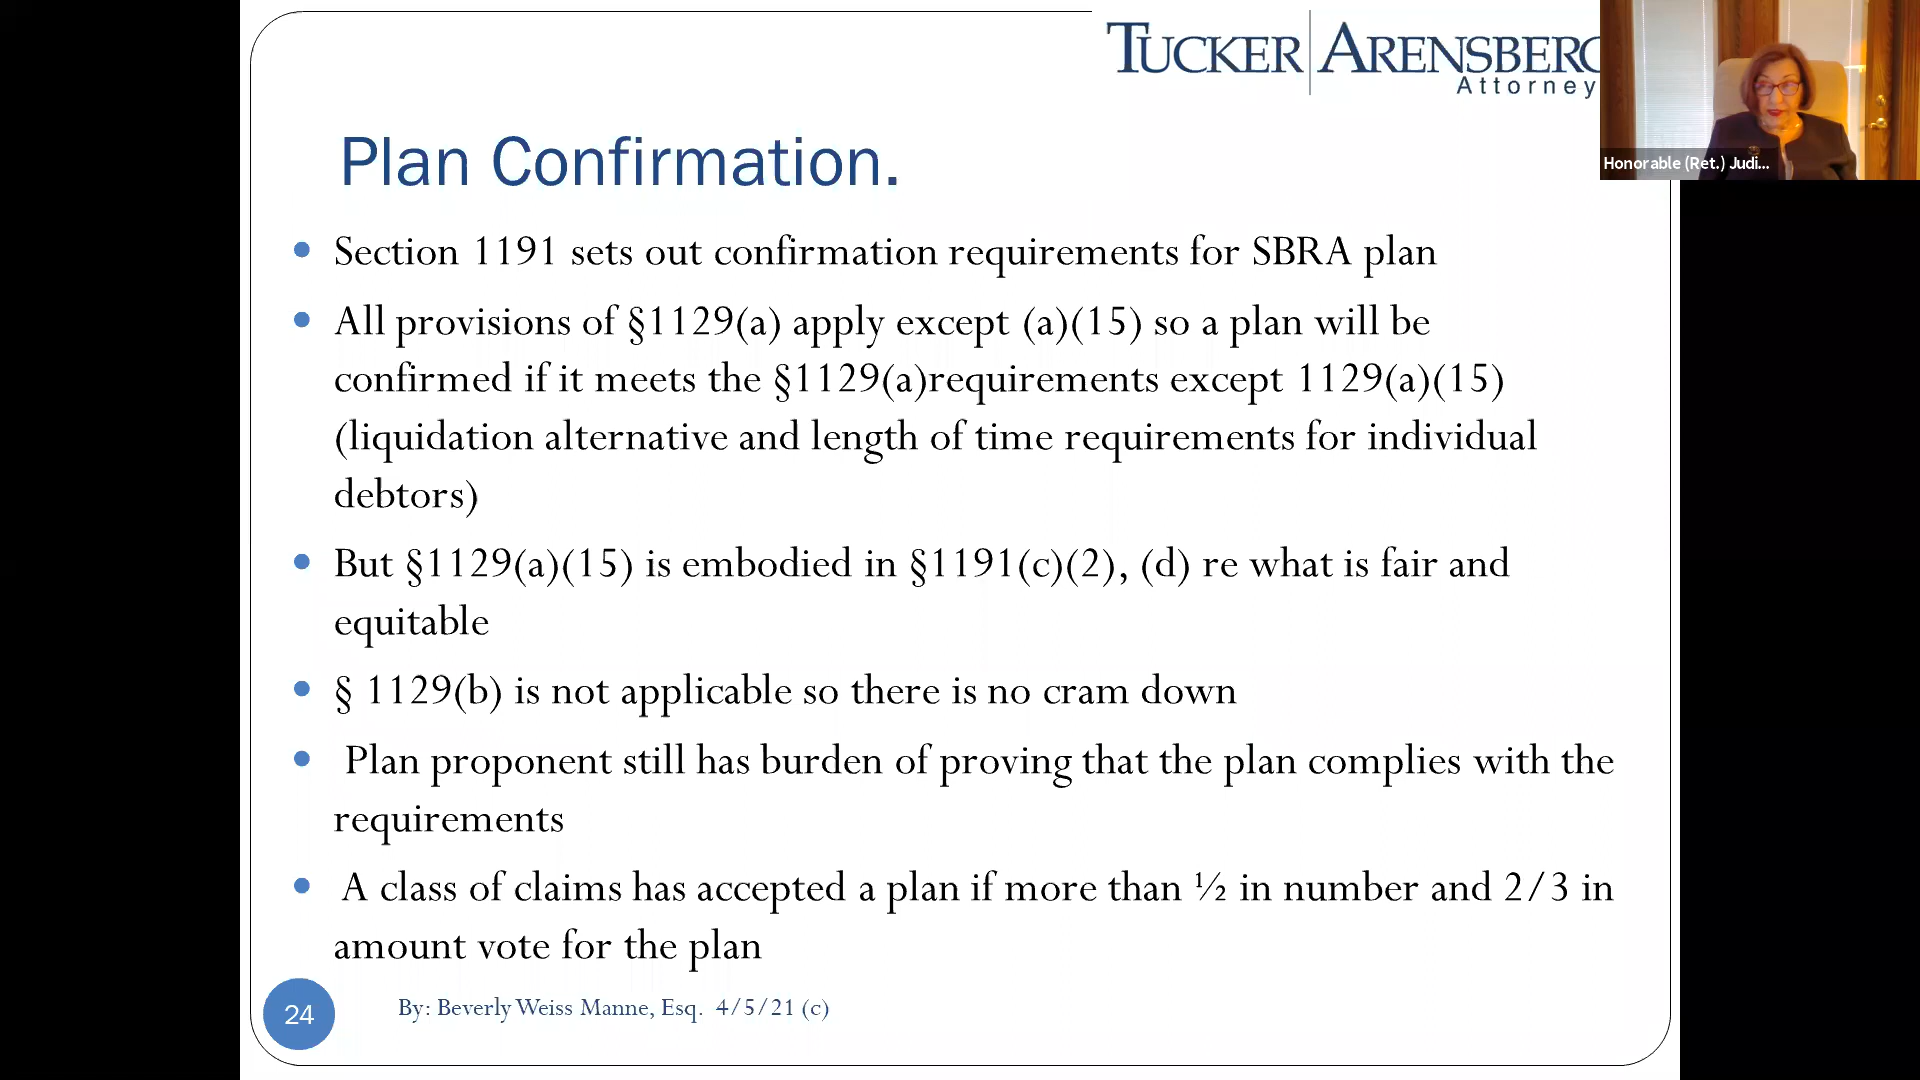 TUCKER ARENSBERG
Attorney
Honorable (Ret.) Judi...
Plan Confirmation.
Section 1191 sets out confirmation requirements for SBRA plan
All provisions of §1129(a) apply except (a)(15) so a plan will be
confirmed if it meets the §1129(a)requirements except 1129(a)(15)
(liquidation alternative and length of time requirements for individual
debtors)
But §1129(a)(15) is embodied in §1191(c)(2), (d) re what is fair and
equitable
§ 1129(b) is not applicable so there is no cram down
Plan proponent still has burden of proving that the plan complies with the
requirements
A class of claims has accepted a plan if more than ½ in number and 2/3 in
amount vote for the plan
24
By: Beverly Weiss Manne, Esq. 4/5/21 (c)